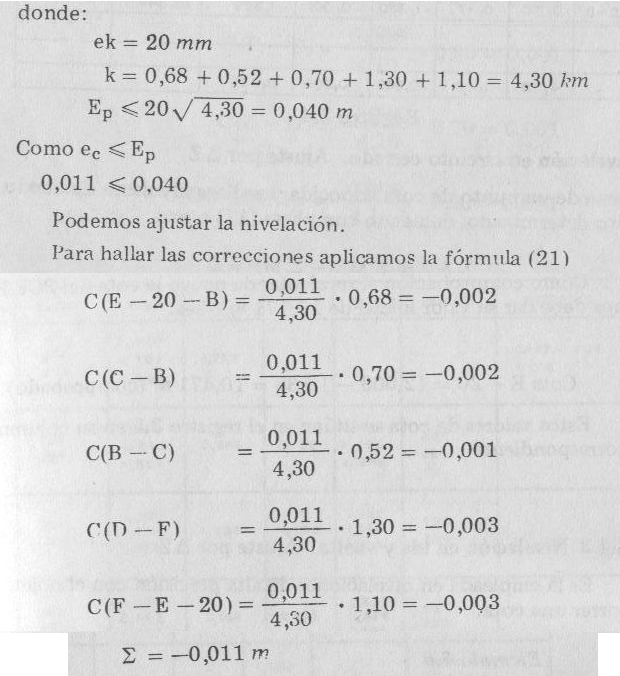 donde:
ek = 20 mm
k = 0,68 + 0,52 + 0,70 + 1,30 + 1,10 = 4,30 km
E_p ⩽ 20 √4,30 = 0,040 m
Como e_c ⩽ E_p
0,011 ⩽ 0,040
Podemos ajustar la nivelación.
Para hallar las correcciones aplicamos la fórmula (21)
C(E − 20 − B) = 0,011/4,30 · 0,68 = −0,002
C(C − B) = 0,011/4,30 · 0,70 = −0,002
C(B − C) = 0,011/4,30 · 0,52 = −0,001
C(D − F) = 0,011/4,30 · 1,30 = −0,003
C(F − E − 20) = 0,011/4,30 · 1,10 = −0,003
Σ = −0,011 m